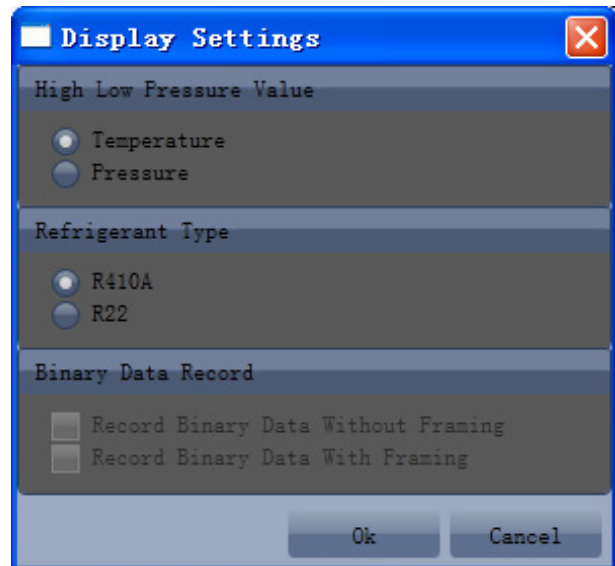 Display Settings
High Low Pressure Value
Temperature
Pressure
Refrigerant Type
R410A
R22
Binary Data Record
Record Binary Data Without Framing
Record Binary Data With Framing
Ok Cancel